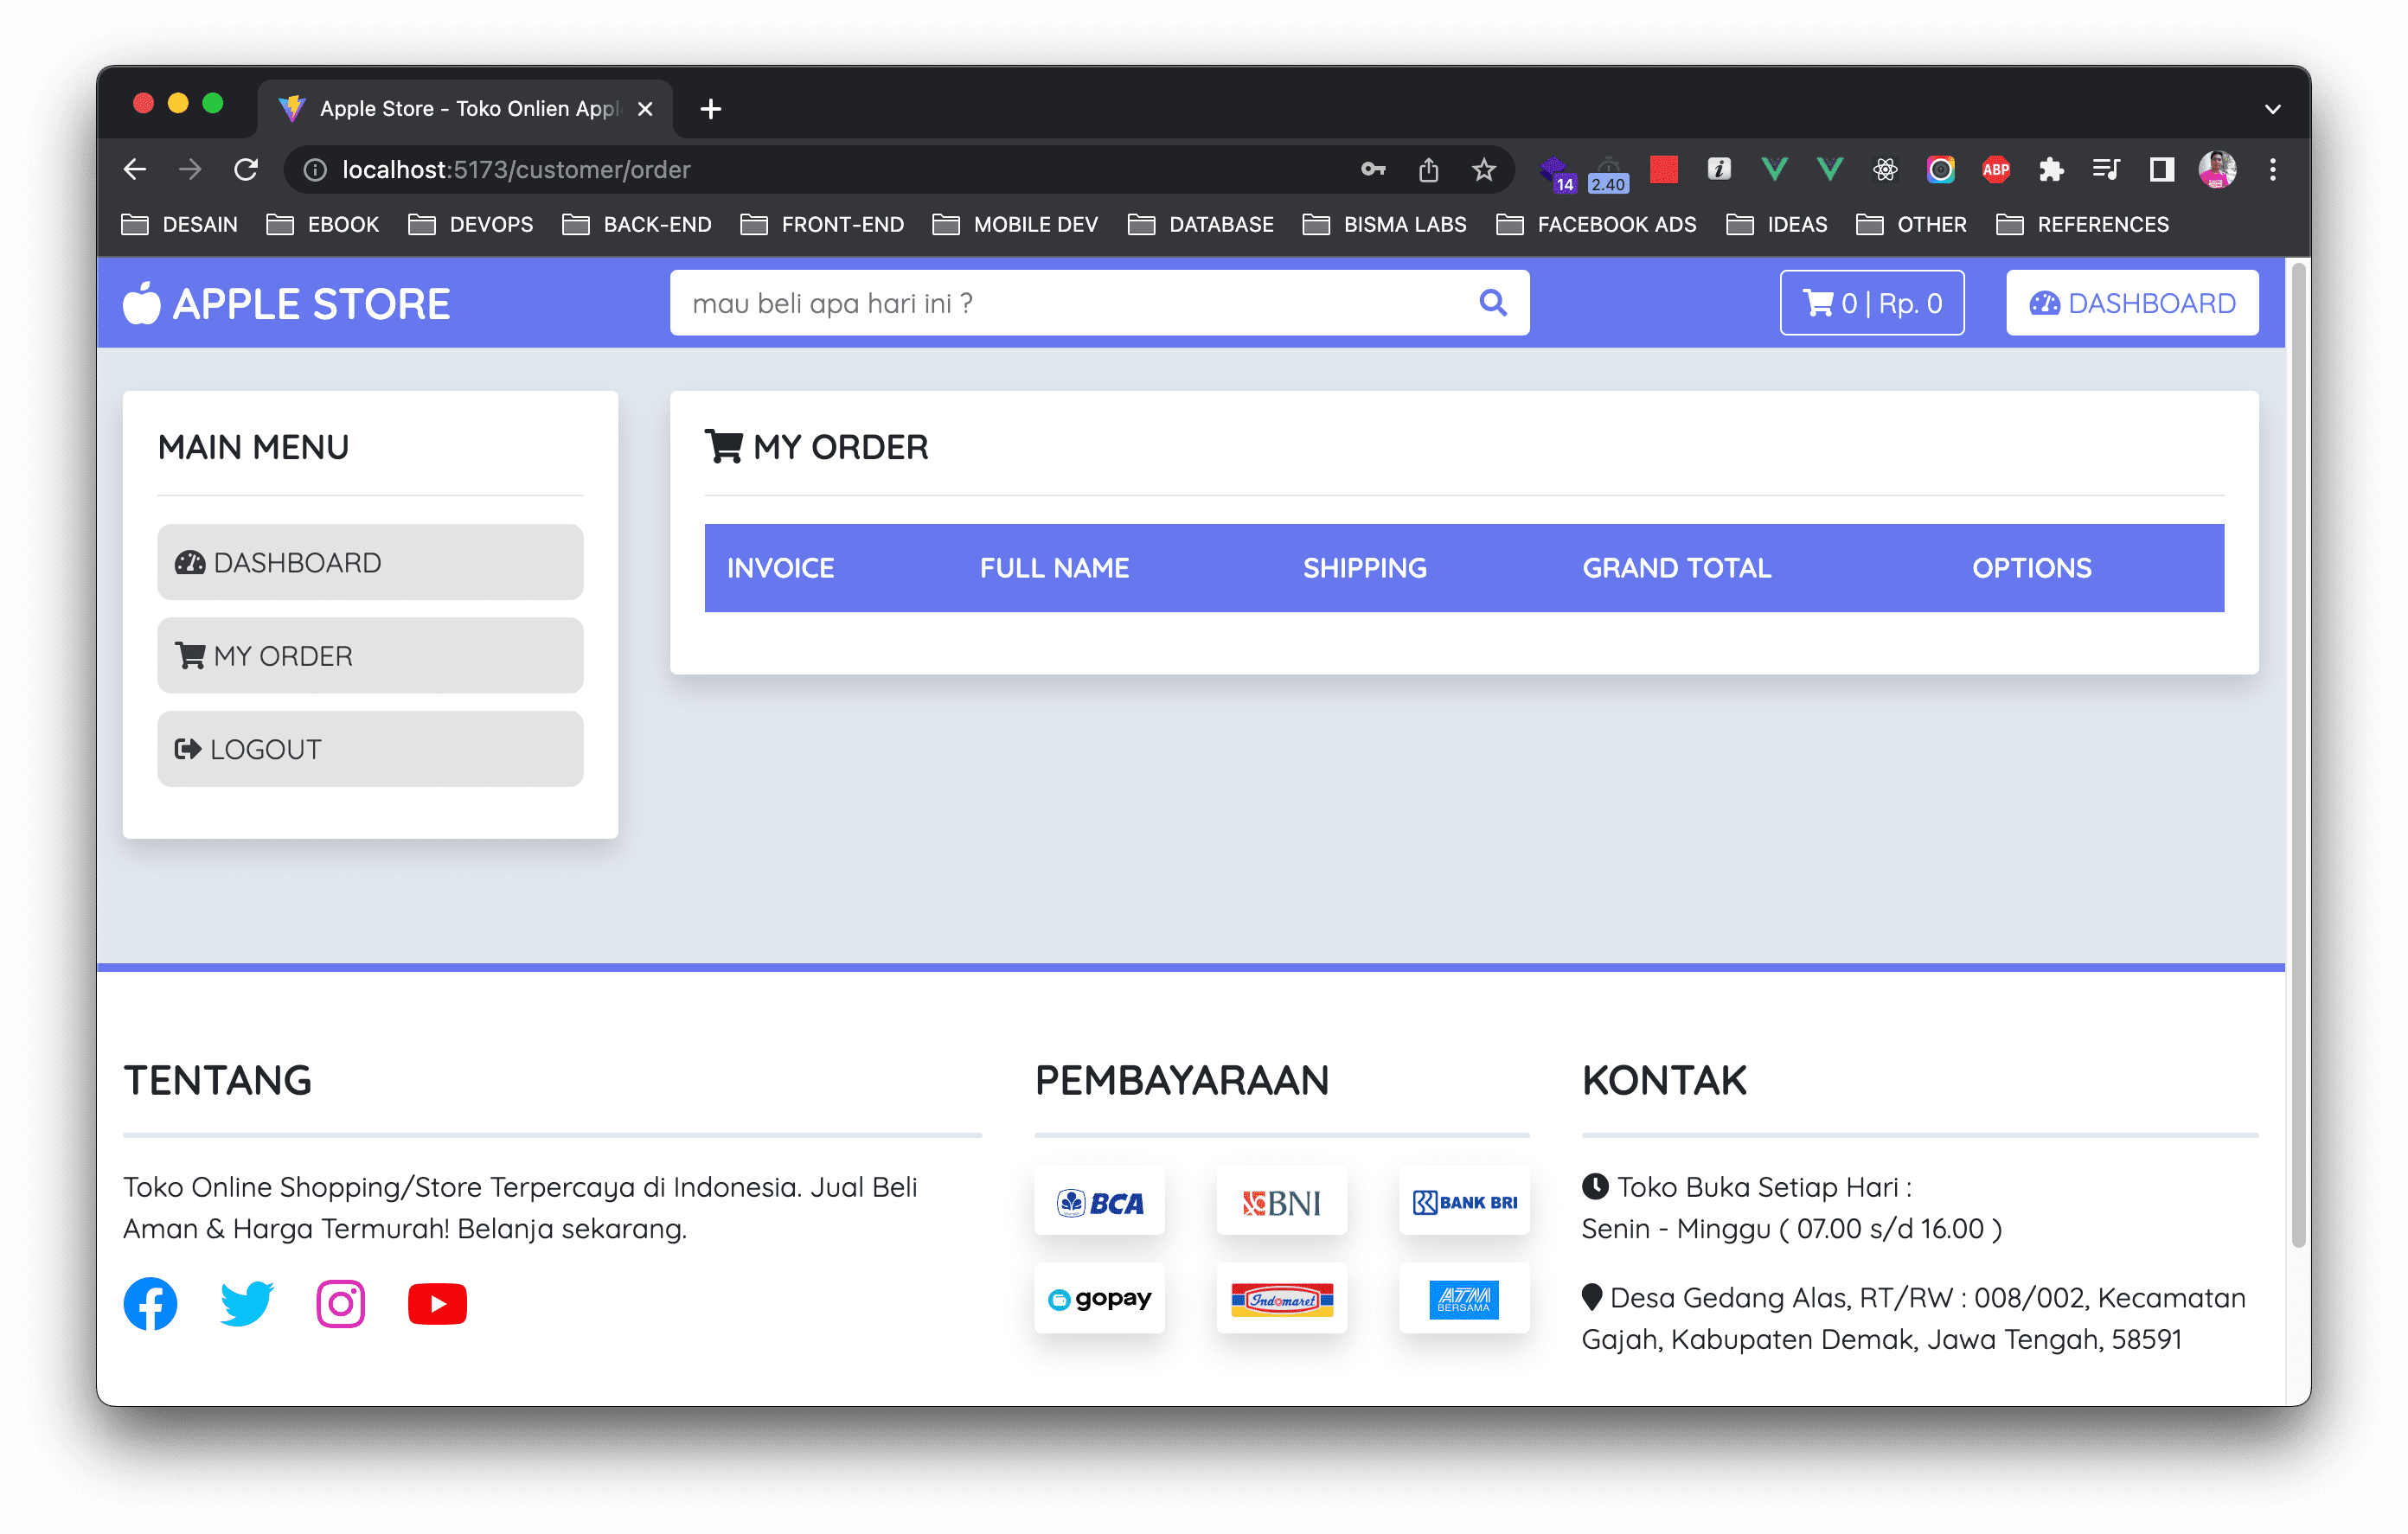 Apple Store - Toko Onlien Appl
localhost:5173/customer/order
14
2.40
i
ABP
DESAIN EBOOK DEVOPS BACK-END FRONT-END MOBILE DEV DATABASE BISMA LABS FACEBOOK ADS IDEAS OTHER REFERENCES
APPLE STORE
mau beli apa hari ini ?
0 | Rp. 0
DASHBOARD
MAIN MENU
DASHBOARD
MY ORDER
LOGOUT
MY ORDER
INVOICE FULL NAME SHIPPING GRAND TOTAL OPTIONS
TENTANG
Toko Online Shopping/Store Terpercaya di Indonesia. Jual Beli
Aman & Harga Termurah! Belanja sekarang.
PEMBAYARAAN
BCA
BNI
BANK BRI
gopay
Indomaret
ATM
BERSAMA
KONTAK
Toko Buka Setiap Hari :
Senin - Minggu ( 07.00 s/d 16.00 )
Desa Gedang Alas, RT/RW : 008/002, Kecamatan
Gajah, Kabupaten Demak, Jawa Tengah, 58591